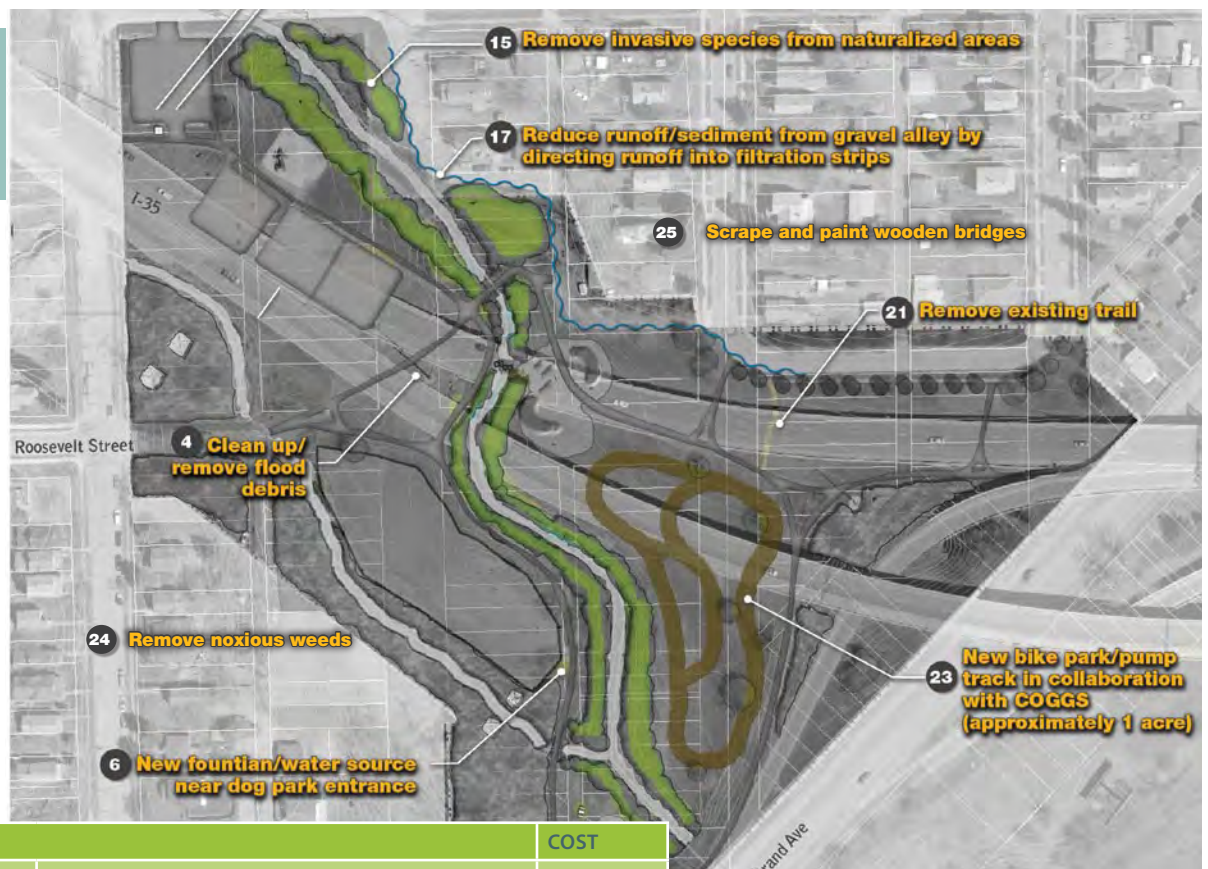 15 Remove invasive species from naturalized areas
17 Reduce runoff/sediment from gravel alley by
directing runoff into filtration strips
I-35
25 Scrape and paint wooden bridges
21 Remove existing trail
Roosevelt Street
4 Clean up/
remove flood
debris
24 Remove noxious weeds
23 New bike park/pump
track in collaboration
with COGGS
(approximately 1 acre)
6 New fountian/water source
near dog park entrance
rand Ave
COST